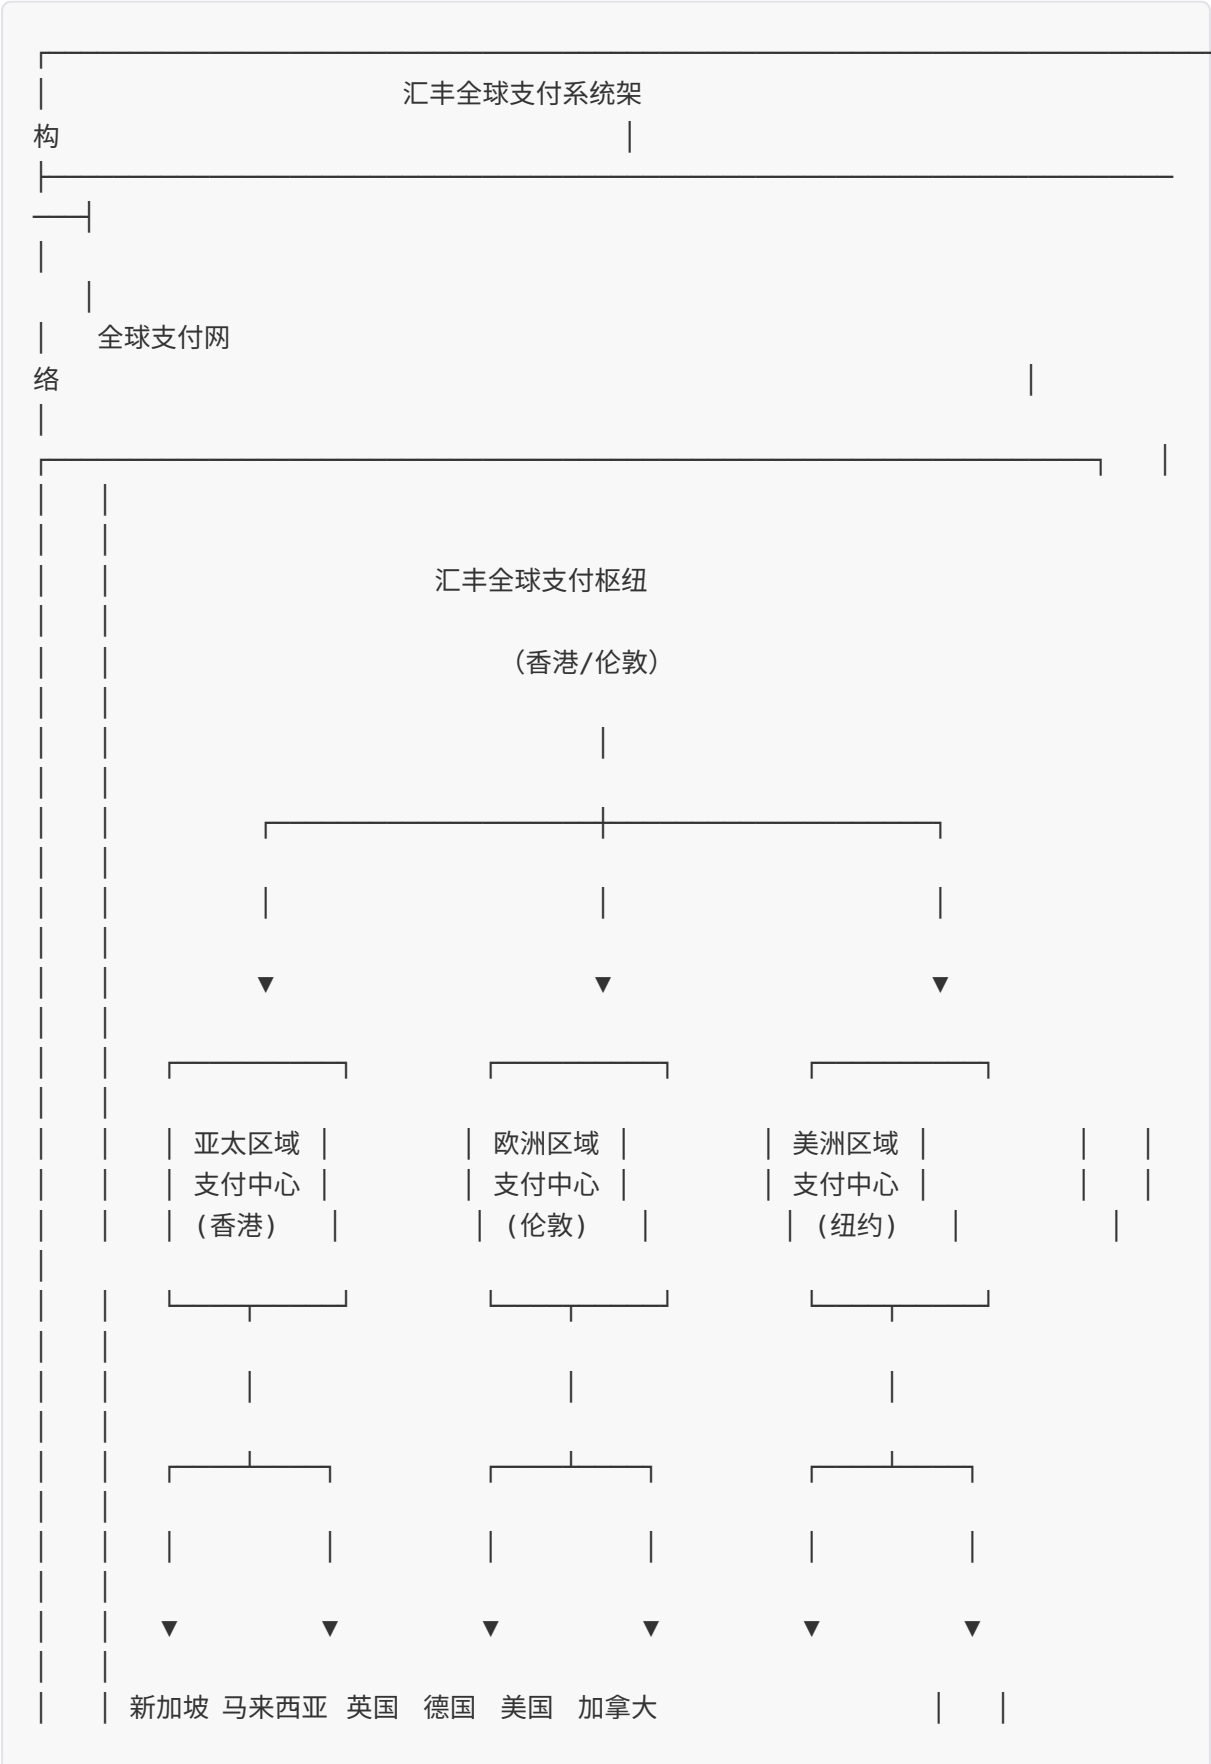 汇丰全球支付系统架
构
全球支付网
络
汇丰全球支付枢纽
（香港/伦敦）
亚太区域 欧洲区域 美洲区域
支付中心 支付中心 支付中心
(香港) (伦敦) (纽约)
新加坡 马来西亚 英国 德国 美国 加拿大